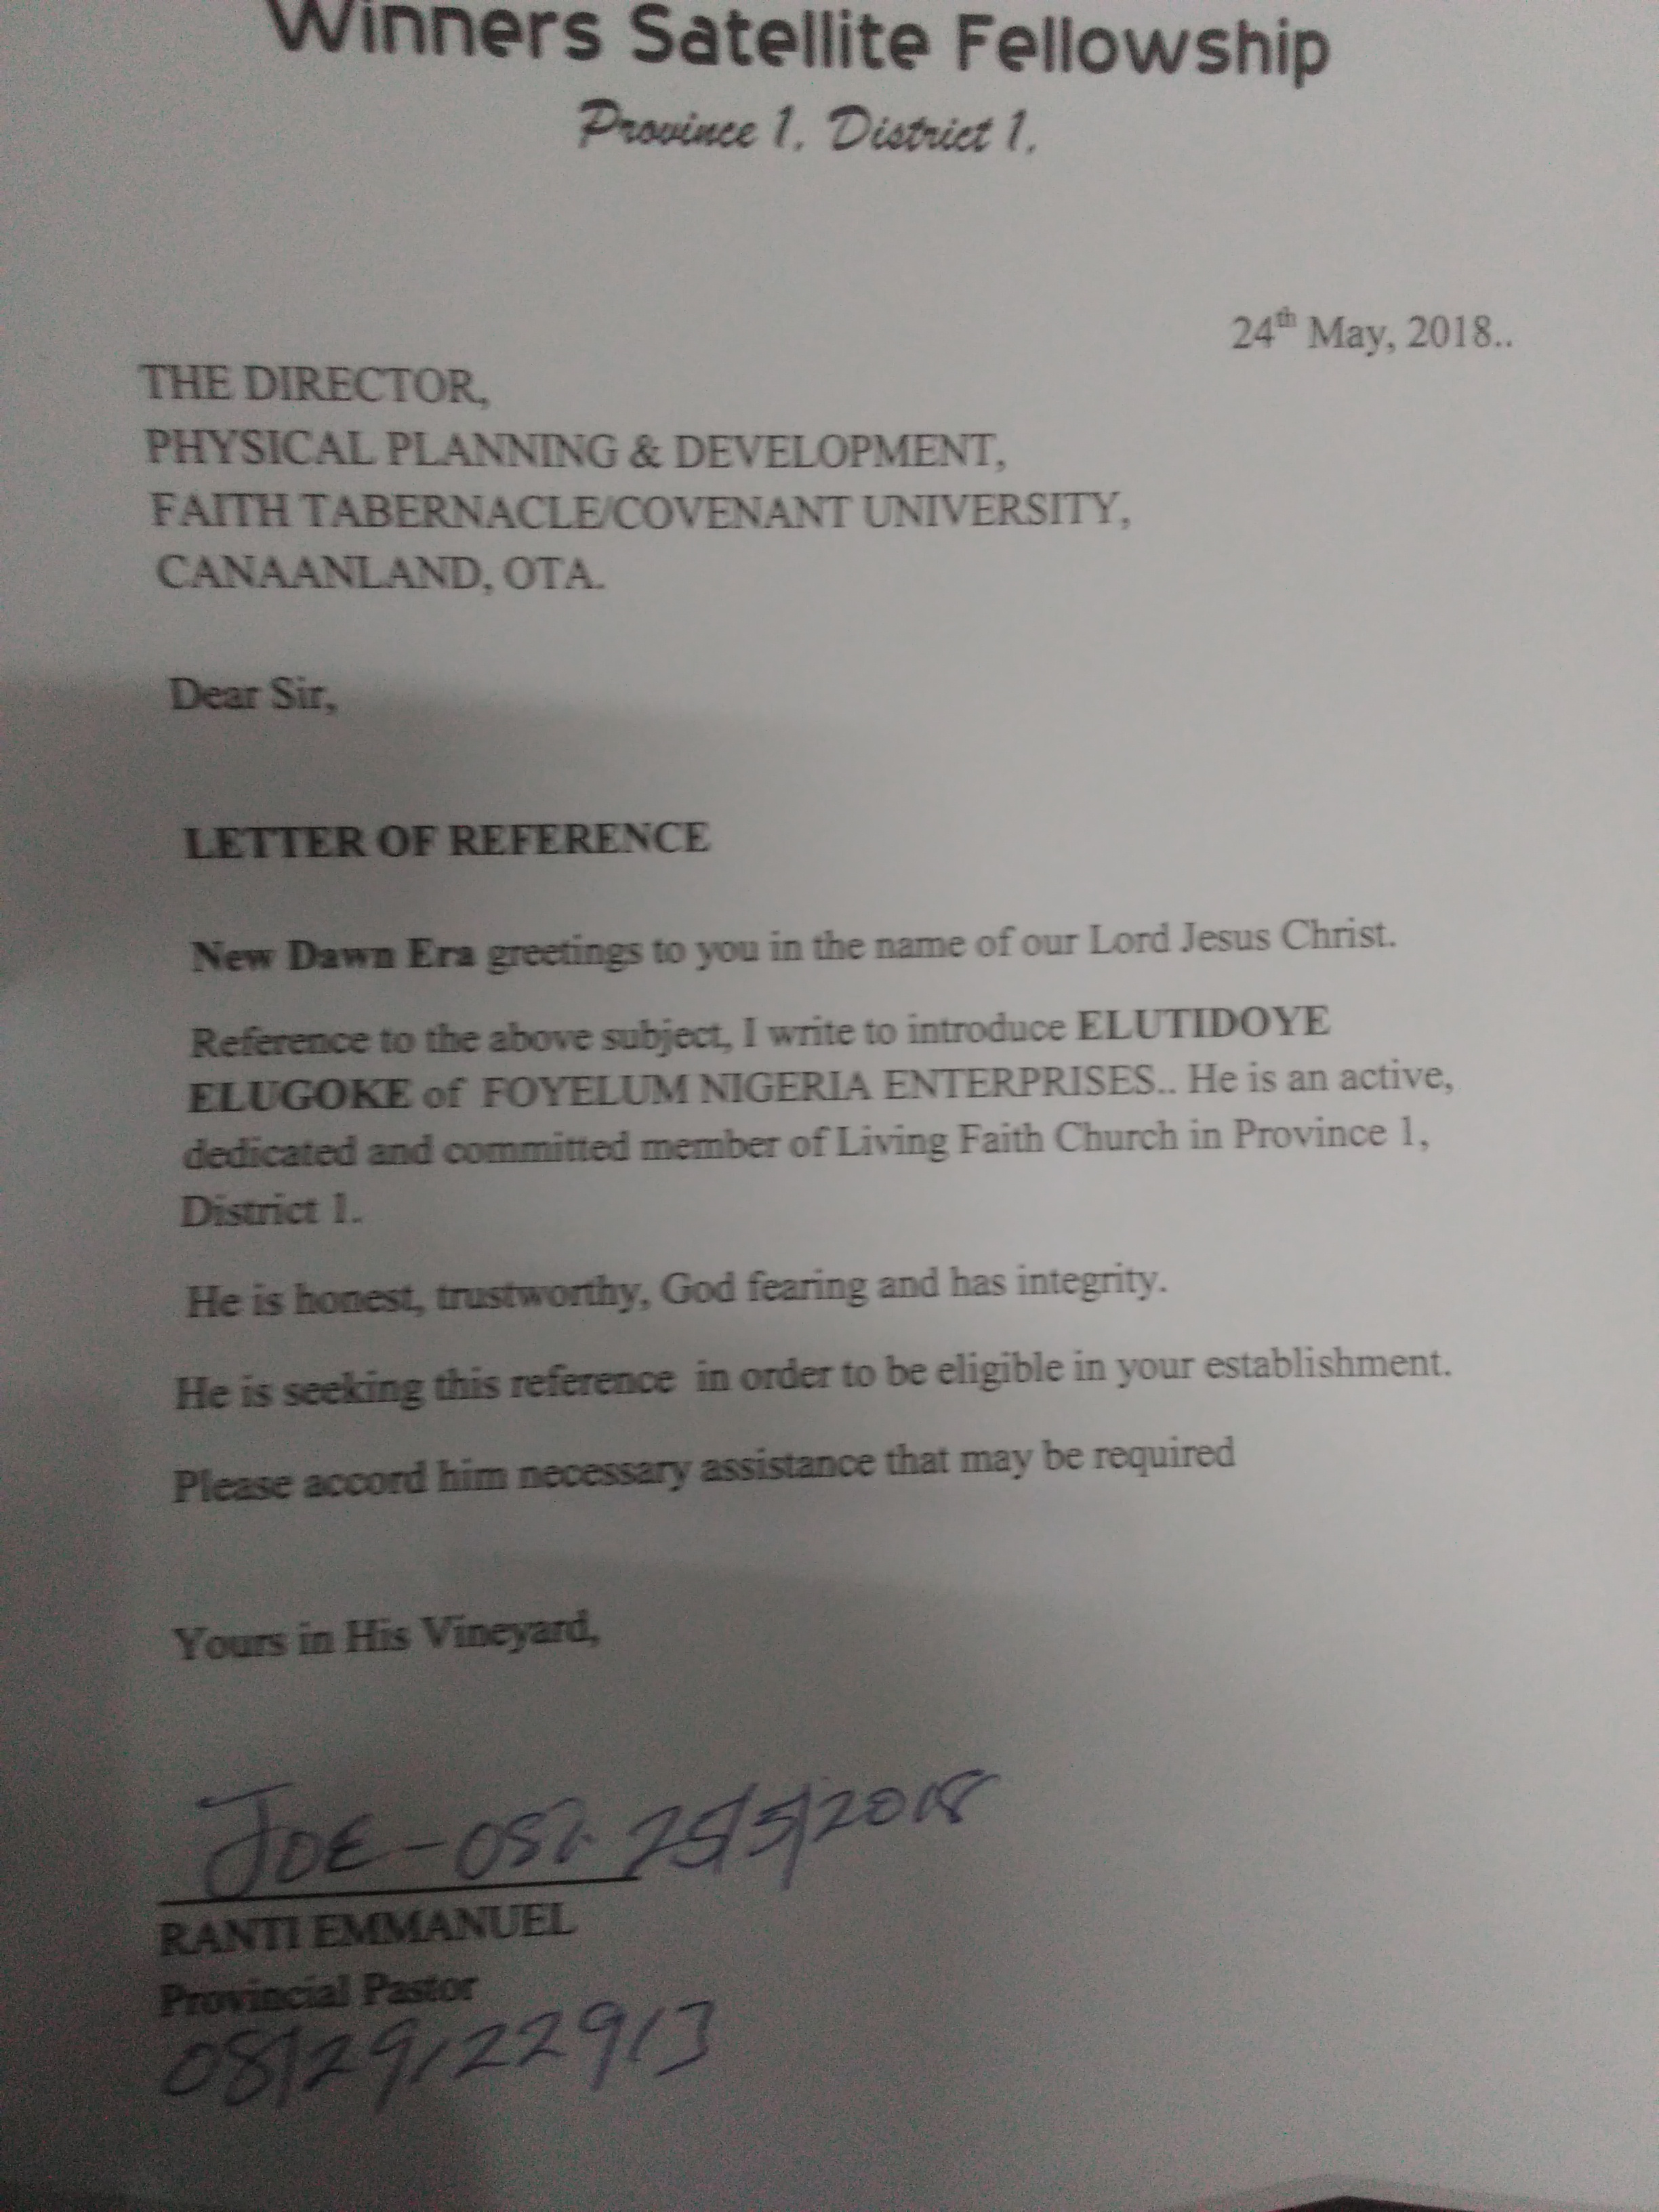 Winners Satellite Fellowship
Province 1, District 1,
24th May, 2018..
THE DIRECTOR,
PHYSICAL PLANNING & DEVELOPMENT,
FAITH TABERNACLE/COVENANT UNIVERSITY,
CANAANLAND, OTA.
Dear Sir,
LETTER OF REFERENCE
New Dawn Era greetings to you in the name of our Lord Jesus Christ.
Reference to the above subject, I write to introduce ELUTIDOYE
ELUGOKE of FOYELUM NIGERIA ENTERPRISES.. He is an active,
dedicated and committed member of Living Faith Church in Province 1,
District 1.
He is honest, trustworthy, God fearing and has integrity.
He is seeking this reference in order to be eligible in your establishment.
Please accord him necessary assistance that may be required
Yours in His Vineyard,
JOE - 25/5/2018
RANTI EMMANUEL
Provincial Pastor
08129122913